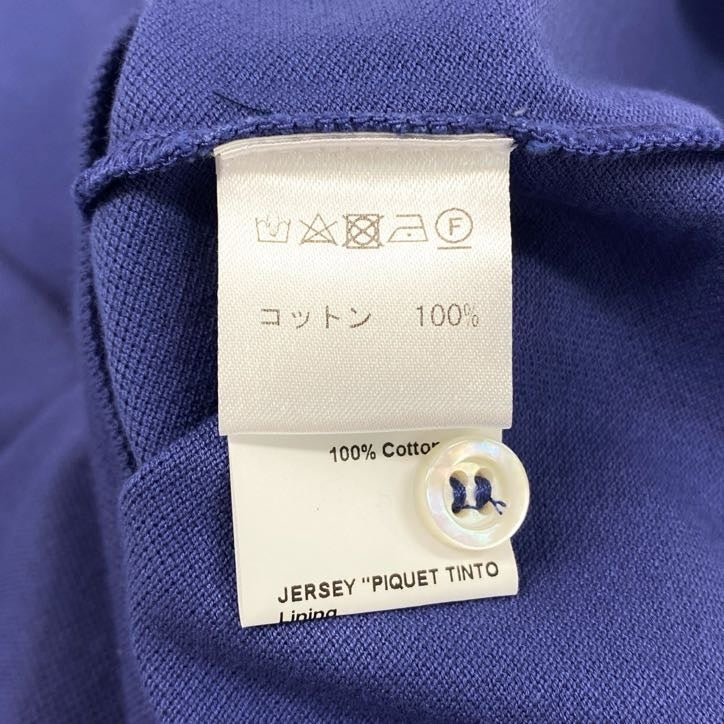 F
コットン 100%
100% Cotton
JERSEY "PIQUET TINTO
Lining